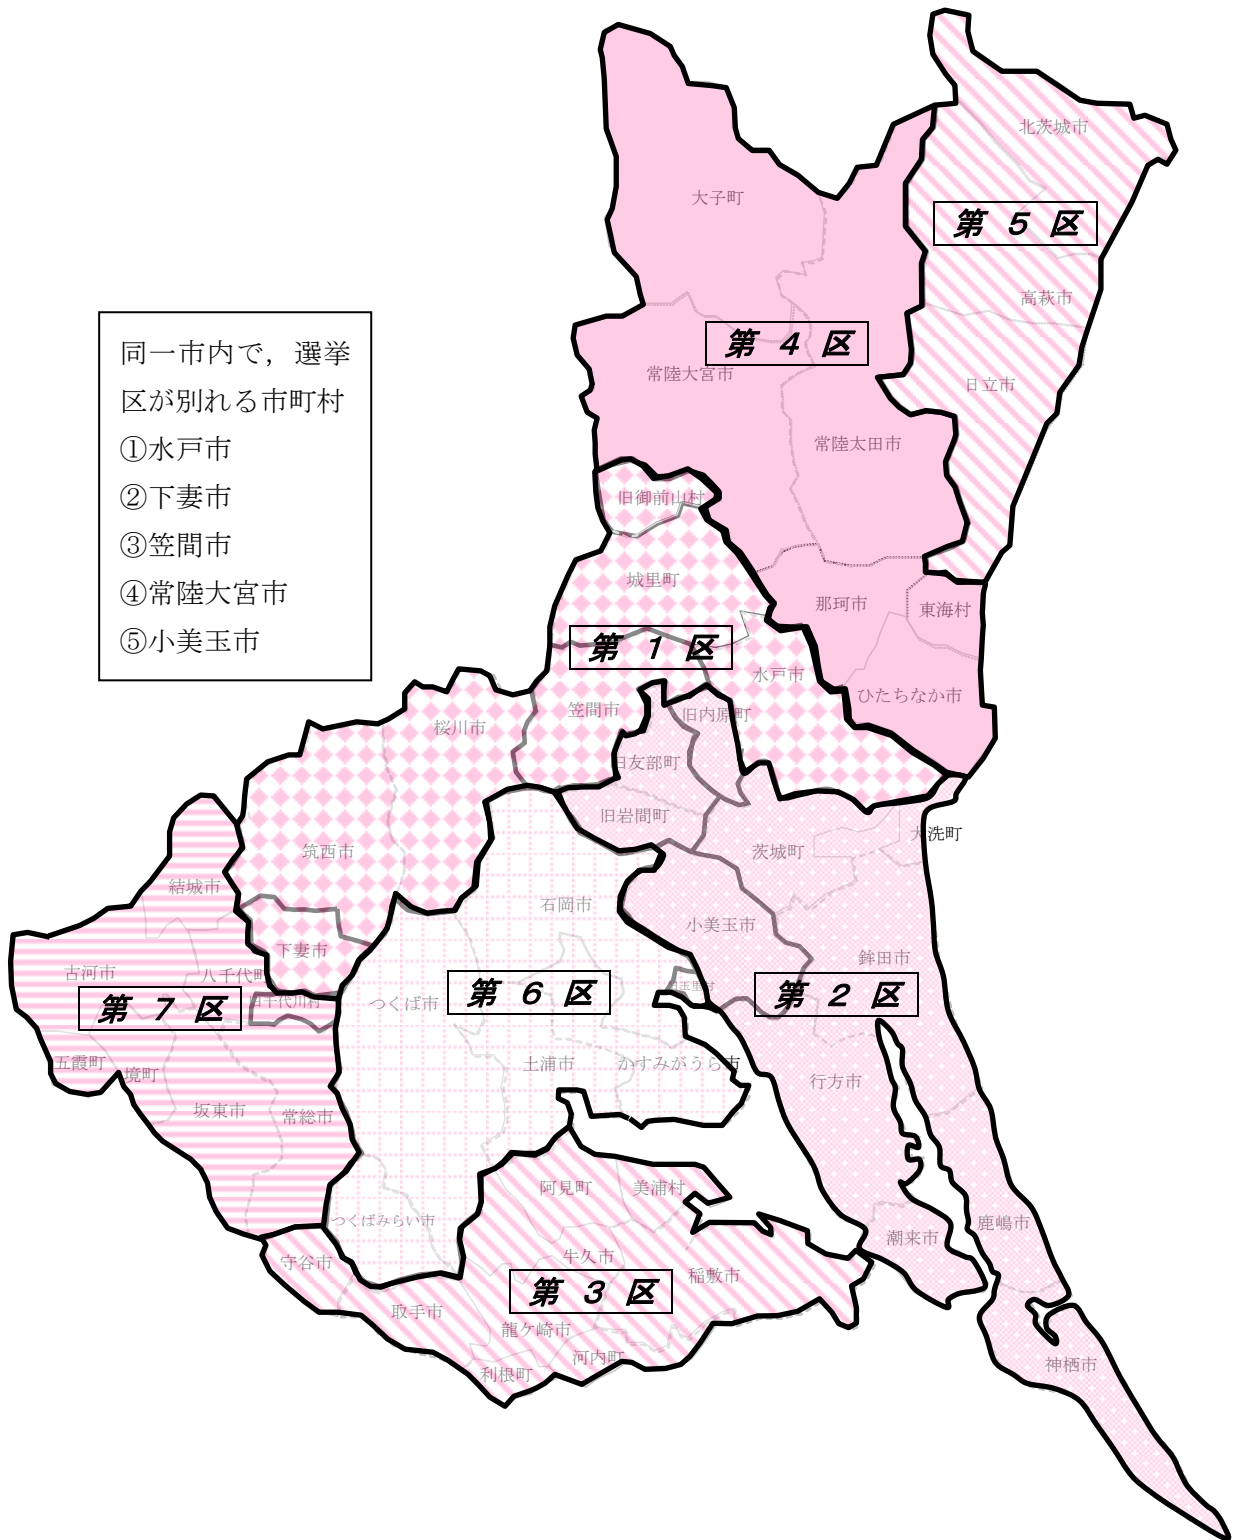 北茨城市
大子町
第 5 区
高萩市
第 4 区
同一市内で，選挙
区が別れる市町村
①水戸市
②下妻市
③笠間市
④常陸大宮市
⑤小美玉市
常陸大宮市
日立市
常陸太田市
旧御前山村
城里町
那珂市
東海村
第 1 区
水戸市
ひたちなか市
笠間市
旧内原町
桜川市
旧友部町
旧岩間町
大洗町
茨城町
筑西市
結城市
石岡市
小美玉市
下妻市
鉾田市
古河市
八千代町
旧玉里村
第 6 区
第 2 区
第 7 区
旧千代川村
つくば市
五霞町
境町
土浦市
かすみがうら市
行方市
坂東市
常総市
阿見町
美浦村
つくばみらい市
鹿嶋市
潮来市
牛久市
守谷市
稲敷市
第 3 区
取手市
龍ケ崎市
河内町
利根町
神栖市